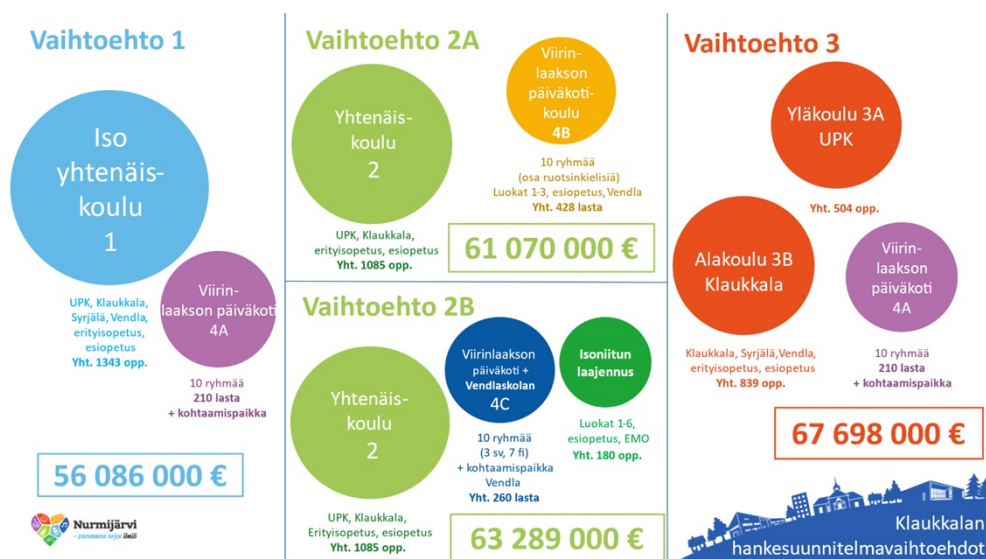 Vaihtoehto 1
Iso
yhtenäis-
koulu
1
UPK, Klaukkala,
Syrjälä, Vendla,
erityisopetus,
esiopetus
Yht. 1343 opp.
Viirin-
laakson päiväkoti
4A
10 ryhmää
210 lasta
+ kohtaamispaikka
56 086 000 €
Nurmijärvi
Vaihtoehto 2A
Yhtenäis-
koulu
2
UPK, Klaukkala,
erityisopetus, esiopetus
Yht. 1085 opp.
Viirin-
laakson
päiväkoti-
koulu
4B
10 ryhmää
(osa ruotsinkielisiä)
Luokat 1-3, esiopetus, Vendla
Yht. 428 lasta
61 070 000 €
Vaihtoehto 2B
Yhtenäis-
koulu
2
UPK, Klaukkala,
Erityisopetus, esiopetus
Yht. 1085 opp.
Viirinlaakson
päiväkoti +
Vendlaskolan
4C
10 ryhmää
(3 sv, 7 fi)
+ kohtaamispaikka
Vendla
Yht. 260 lasta
Isoniitun
laajennus
Luokat 1-6,
esiopetus, EMO
Yht. 180 opp.
63 289 000 €
Vaihtoehto 3
Yläkoulu 3A
UPK
Yht. 504 opp.
Alakoulu 3B
Klaukkala
Klaukkala, Syrjälä,Vendla,
erityisopetus, esiopetus
Yht. 839 opp.
Viirin-
laakson
päiväkoti
4A
10 ryhmää
210 lasta
+ kohtaamispaikka
67 698 000 €
Klaukkalan
hankesuunnitelmavaihtoehdot